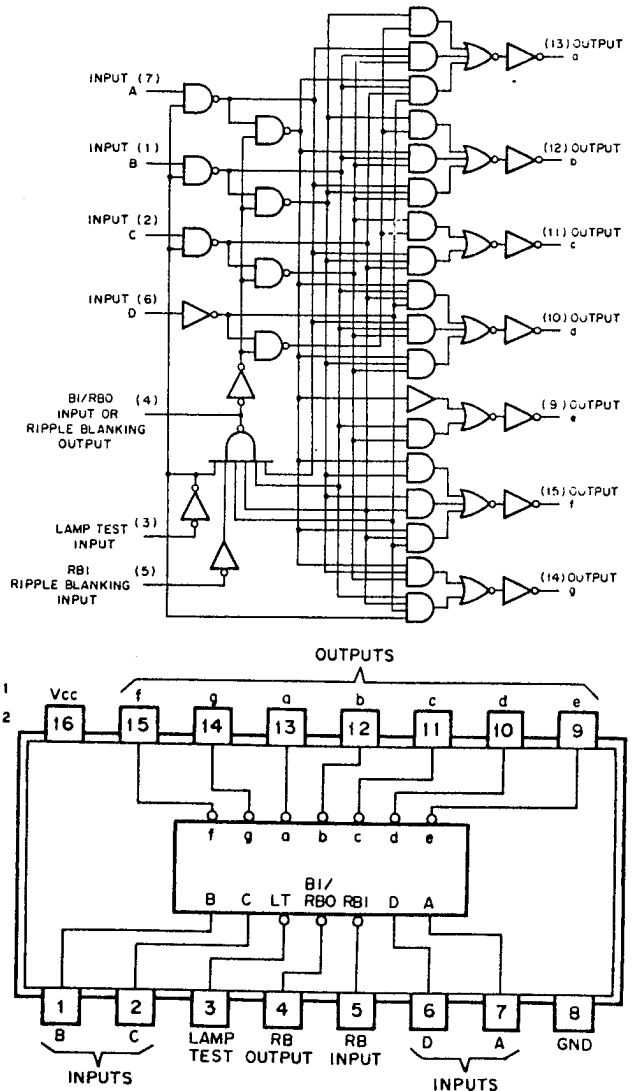 (13) OUTPUT
a
INPUT (7)
A
INPUT (1)
B
(12) OUTPUT
b
INPUT (2)
C
(11) OUTPUT
c
INPUT (6)
D
(10) OUTPUT
d
BI/RBO (4)
INPUT OR
RIPPLE BLANKING
OUTPUT
(9) OUTPUT
e
LAMP TEST (3)
INPUT
(15) OUTPUT
f
RBI (5)
RIPPLE BLANKING
INPUT
(14) OUTPUT
g
OUTPUTS
1
2
Vcc f g a b c d e
16 15 14 13 12 11 10 9
f g a b c d e
BI/
B C LT RBO RBI D A
1 2 3 4 5 6 7 8
B C LAMP TEST RB OUTPUT RB INPUT D A GND
INPUTS INPUTS